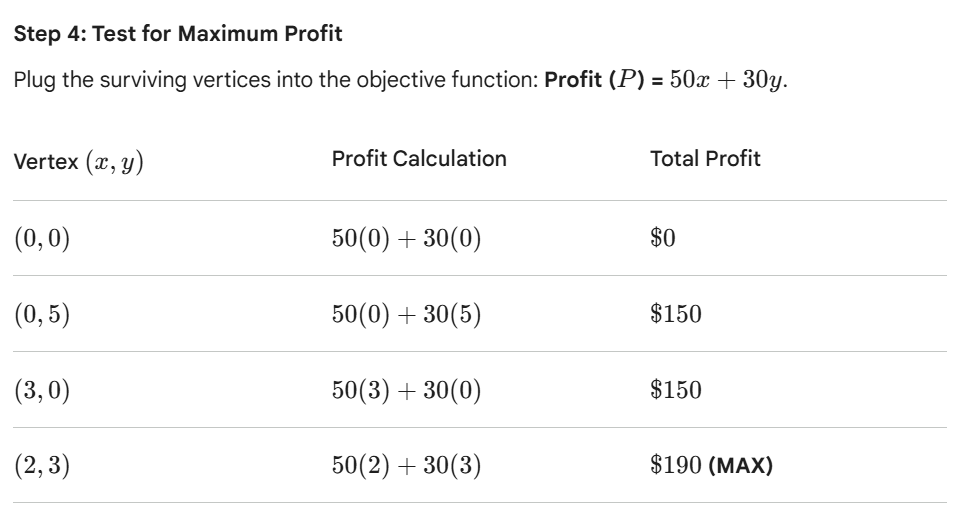 Step 4: Test for Maximum Profit
Plug the surviving vertices into the objective function: Profit (P) = 50x + 30y.
Vertex (x, y) Profit Calculation Total Profit
(0, 0) 50(0) + 30(0) $0
(0, 5) 50(0) + 30(5) $150
(3, 0) 50(3) + 30(0) $150
(2, 3) 50(2) + 30(3) $190 (MAX)